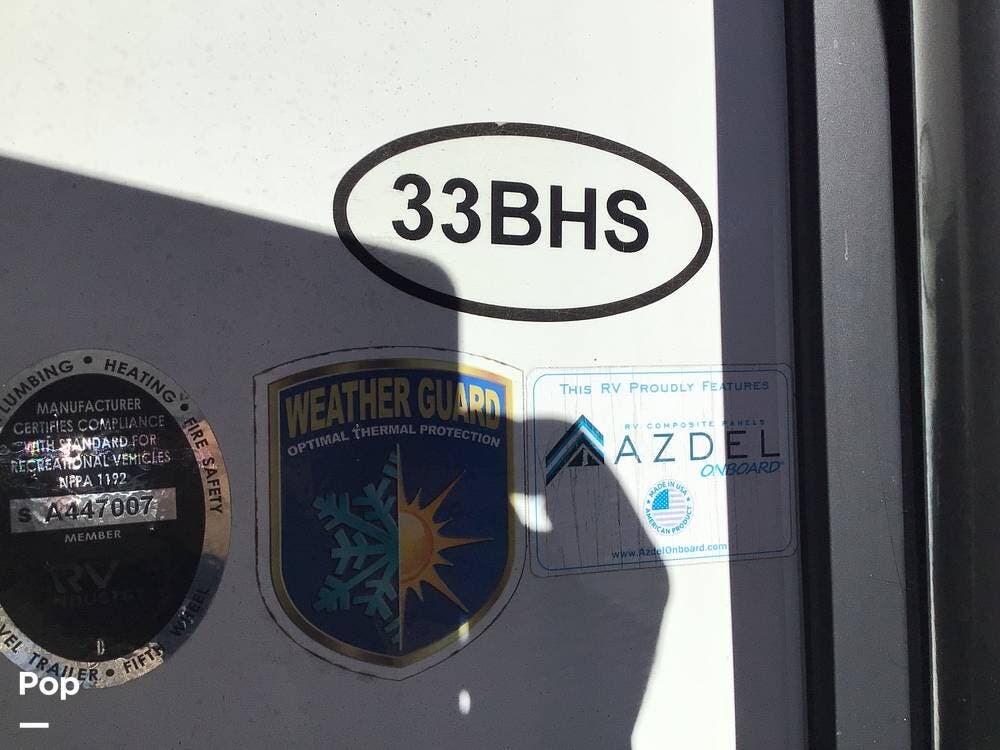 33BHS
PLUMBING • HEATING • FIRE SAFETY
MANUFACTURER
CERTIFIES COMPLIANCE
WITH STANDARD FOR
RECREATIONAL VEHICLES
NFPA 1192
S A447007
MEMBER
RV
INDUSTRY
TRAILER • FIFTH WHEEL
WEATHER GUARD
OPTIMAL THERMAL PROTECTION
THIS RV PROUDLY FEATURES
RV COMPOSITE PANELS
AZDEL
ONBOARD
MADE IN USA
AMERICAN PRODUCT
www.AzdelOnboard.com
Pop